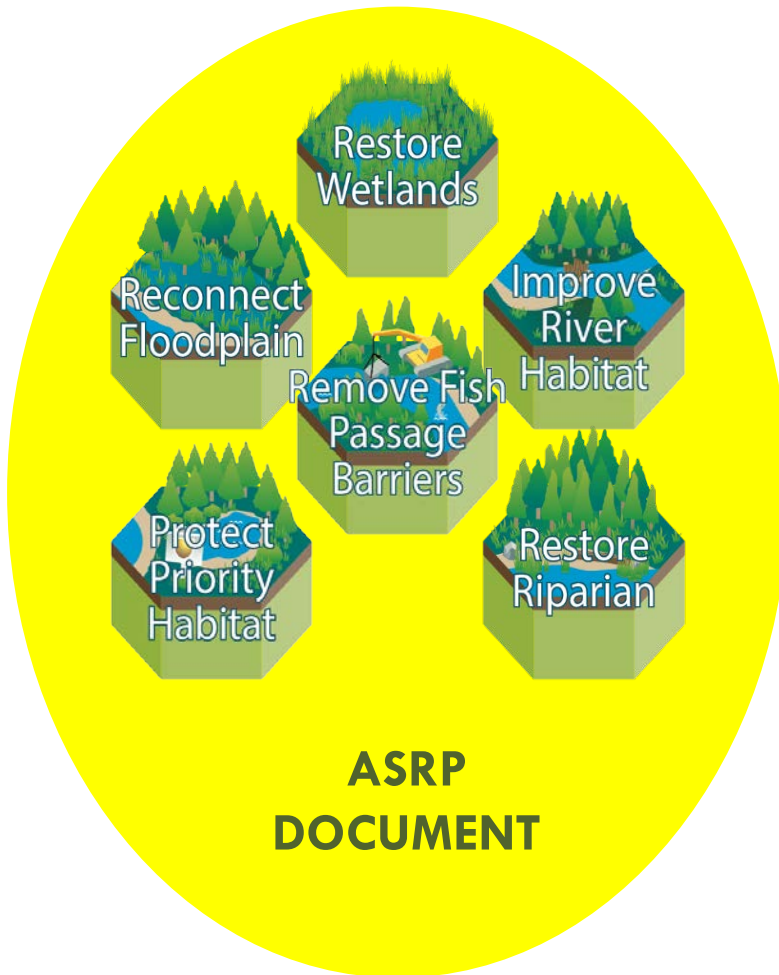 Restore
Wetlands
Reconnect
Floodplain
Improve
River
Habitat
Remove Fish
Passage
Barriers
Protect
Priority
Habitat
Restore
Riparian
ASRP
DOCUMENT